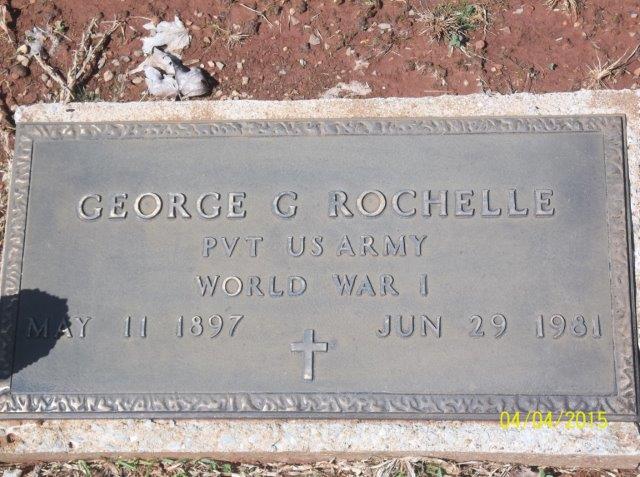 GEORGE G ROCHELLE
PVT US ARMY
WORLD WAR I
MAY 11 1897 JUN 29 1981
04/04/2015